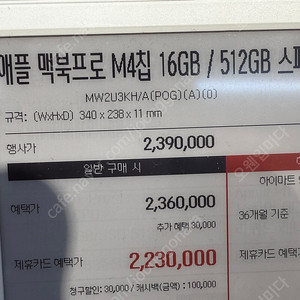 애플 맥북프로 M4칩 16GB / 512GB 스페
MW2U3KH/A(POG)(A)(0)
규격: (WxHxD) 340 x 238 x 11 mm
행사가 2,390,000
일반 구매 시
혜택가 2,360,000
추가 혜택 30,000
제휴카드 혜택가 2,230,000
청구할인: 30,000 / 캐시백(금액) : 100,000
하이마트
36개월 기준
제휴카드 혜